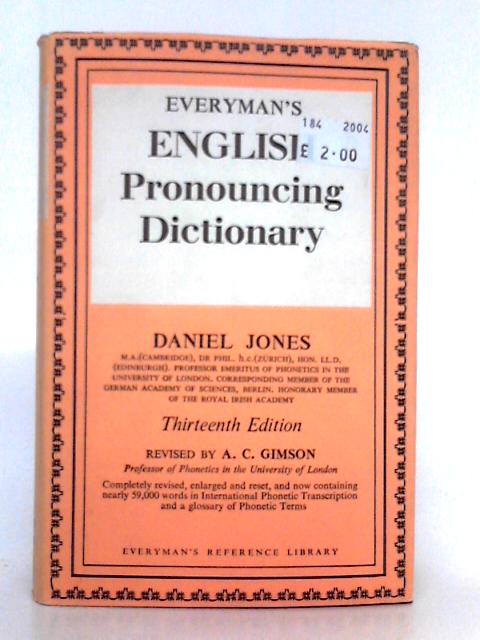 EVERYMAN'S
184 2004
ENGLIS
£ 2.00
Pronouncing
Dictionary
DANIEL JONES
M.A.(CAMBRIDGE), DR PHIL. h.c.(ZÜRICH), HON. LL.D.
(EDINBURGH). PROFESSOR EMERITUS OF PHONETICS IN THE
UNIVERSITY OF LONDON. CORRESPONDING MEMBER OF THE
GERMAN ACADEMY OF SCIENCES, BERLIN. HONORARY MEMBER
OF THE ROYAL IRISH ACADEMY
Thirteenth Edition
REVISED BY A. C. GIMSON
Professor of Phonetics in the University of London
Completely revised, enlarged and reset, and now containing
nearly 59,000 words in International Phonetic Transcription
and a glossary of Phonetic Terms
EVERYMAN'S REFERENCE LIBRARY